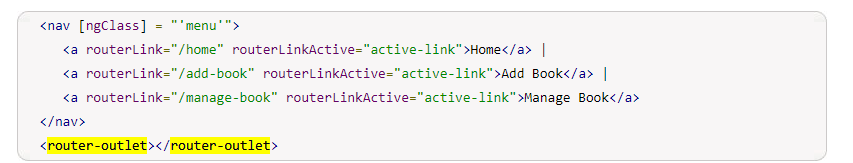 <nav [ngClass] = "'menu'">
<a routerLink="/home" routerLinkActive="active-link">Home</a> |
<a routerLink="/add-book" routerLinkActive="active-link">Add Book</a> |
<a routerLink="/manage-book" routerLinkActive="active-link">Manage Book</a>
</nav>
<router-outlet></router-outlet>